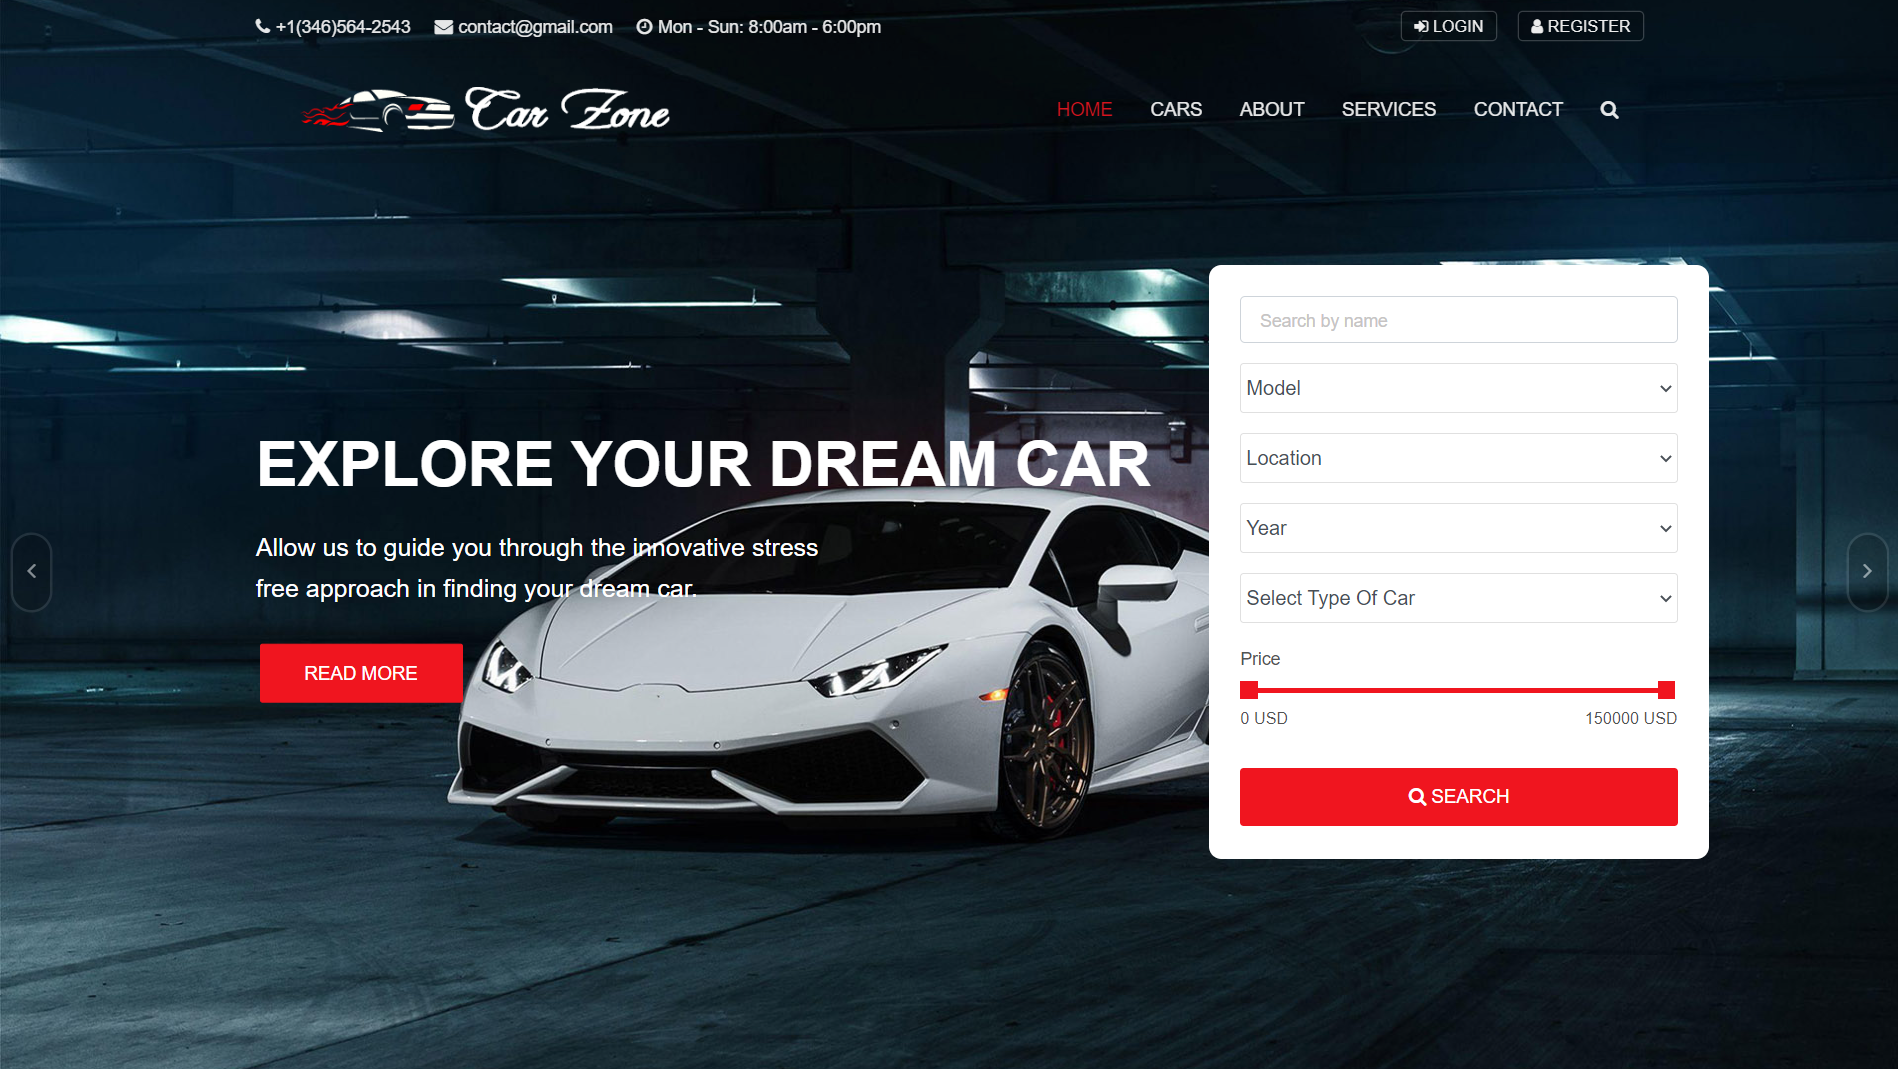 +1(346)564-2543 contact@gmail.com Mon - Sun: 8:00am - 6:00pm LOGIN REGISTER
Car Zone HOME CARS ABOUT SERVICES CONTACT
EXPLORE YOUR DREAM CAR
Allow us to guide you through the innovative stress
free approach in finding your dream car.
READ MORE
Search by name
Model
Location
Year
Select Type Of Car
Price
0 USD 150000 USD
SEARCH